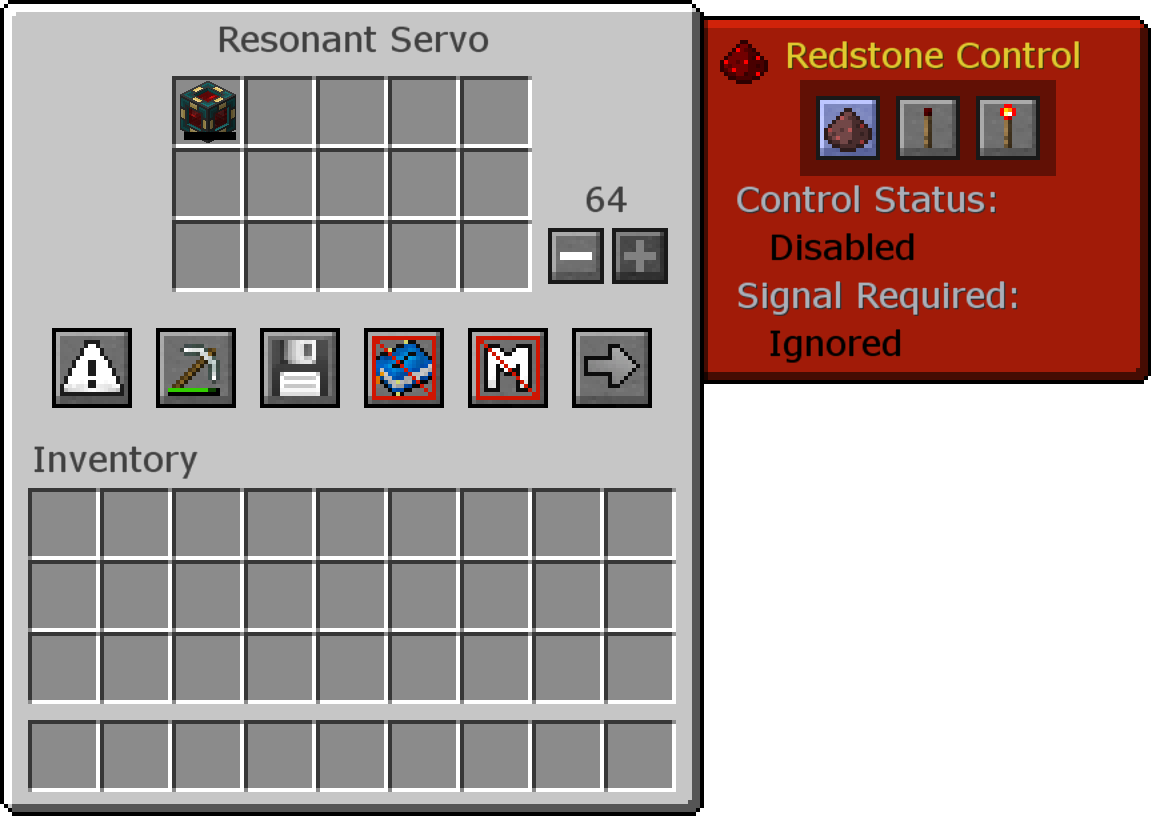 Resonant Servo
64
Inventory
Redstone Control
Control Status:
Disabled
Signal Required:
Ignored